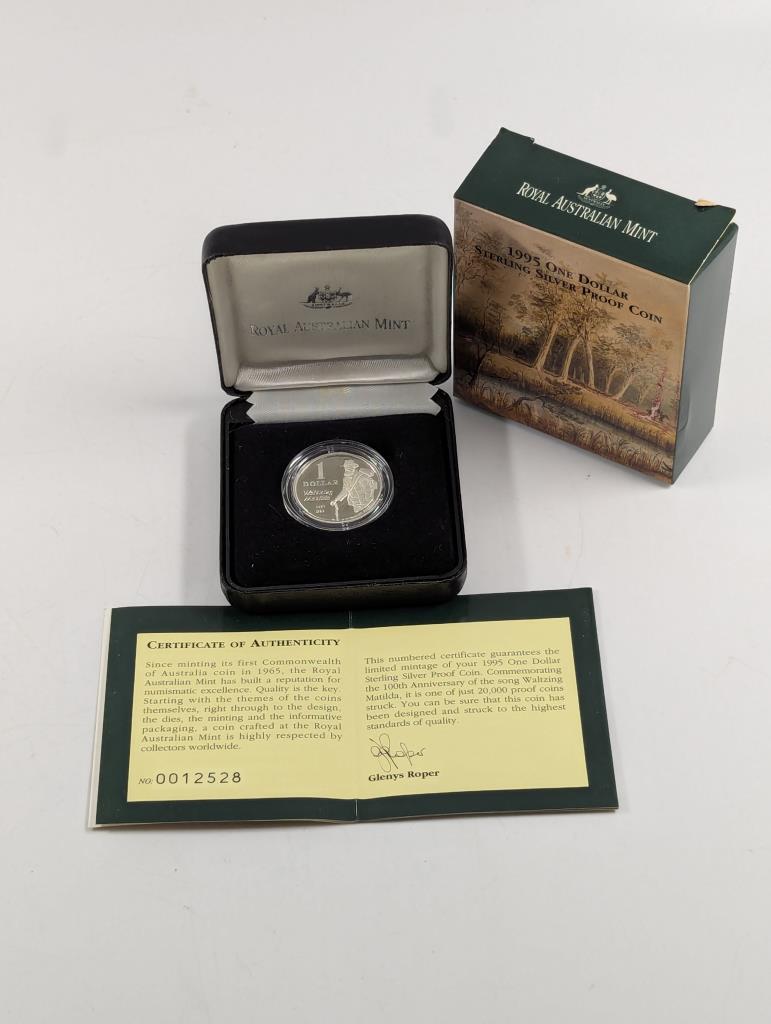 ROYAL AUSTRALIAN MINT
1995 ONE DOLLAR
STERLING SILVER PROOF COIN
ROYAL AUSTRALIAN MINT
1
DOLLAR
Waltzing
Matilda
CERTIFICATE OF AUTHENTICITY
Since minting its first Commonwealth
of Australia coin in 1965, the Royal
Australian Mint has built a reputation for
numismatic excellence. Quality is the key.
Starting with the themes of the coins
themselves, right through to the design,
the dies, the minting and the informative
packaging, a coin crafted at the Royal
Australian Mint is highly respected by
collectors worldwide.
NO: 0012528
This numbered certificate guarantees the
limited mintage of your 1995 One Dollar
Sterling Silver Proof Coin. Commemorating
the 100th Anniversary of the song Waltzing
Matilda, it is one of just 20,000 proof coins
struck. You can be sure that this coin has
been designed and struck to the highest
standards of quality.
Glenys Roper